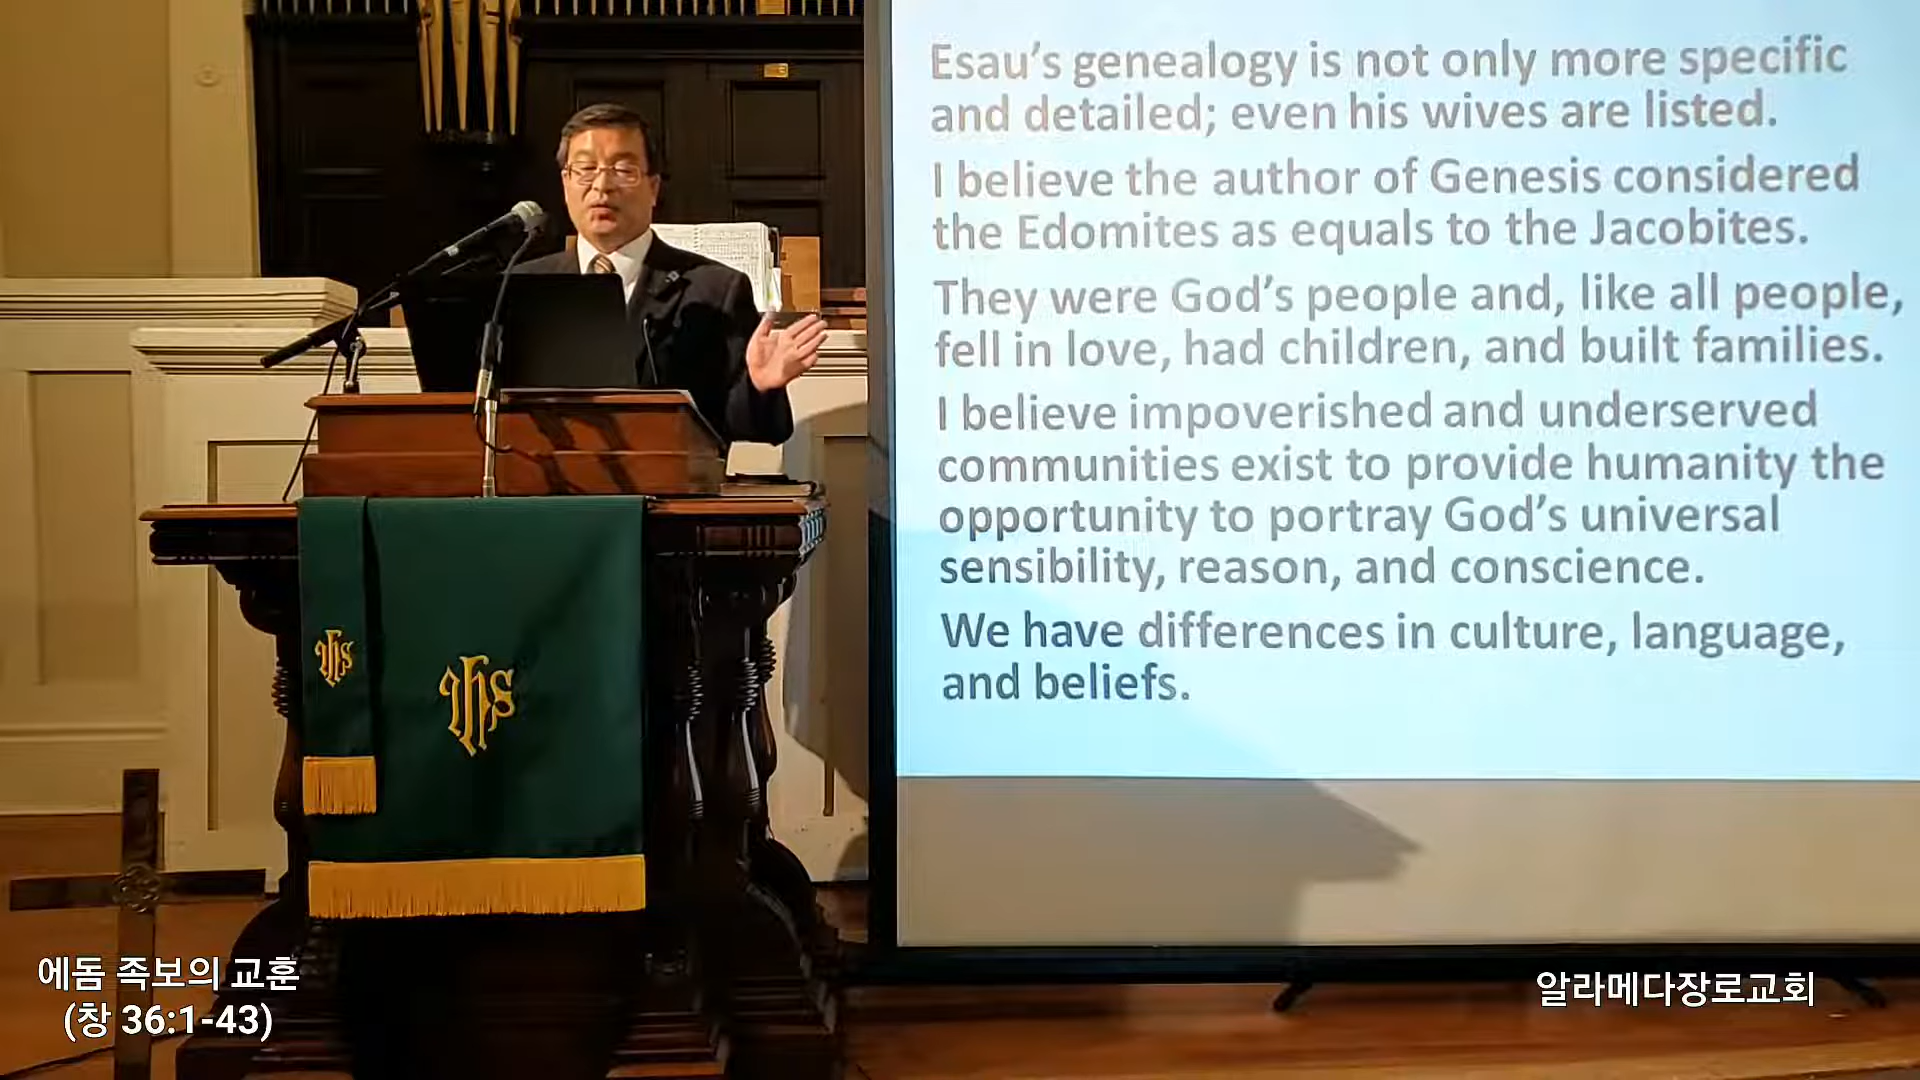 Esau’s genealogy is not only more specific
and detailed; even his wives are listed.
I believe the author of Genesis considered
the Edomites as equals to the Jacobites.
They were God’s people and, like all people,
fell in love, had children, and built families.
I believe impoverished and underserved
communities exist to provide humanity the
opportunity to portray God’s universal
sensibility, reason, and conscience.
We have differences in culture, language,
and beliefs.
IHS
IHS
에돔 족보의 교훈
(창 36:1-43)
알라메다장로교회